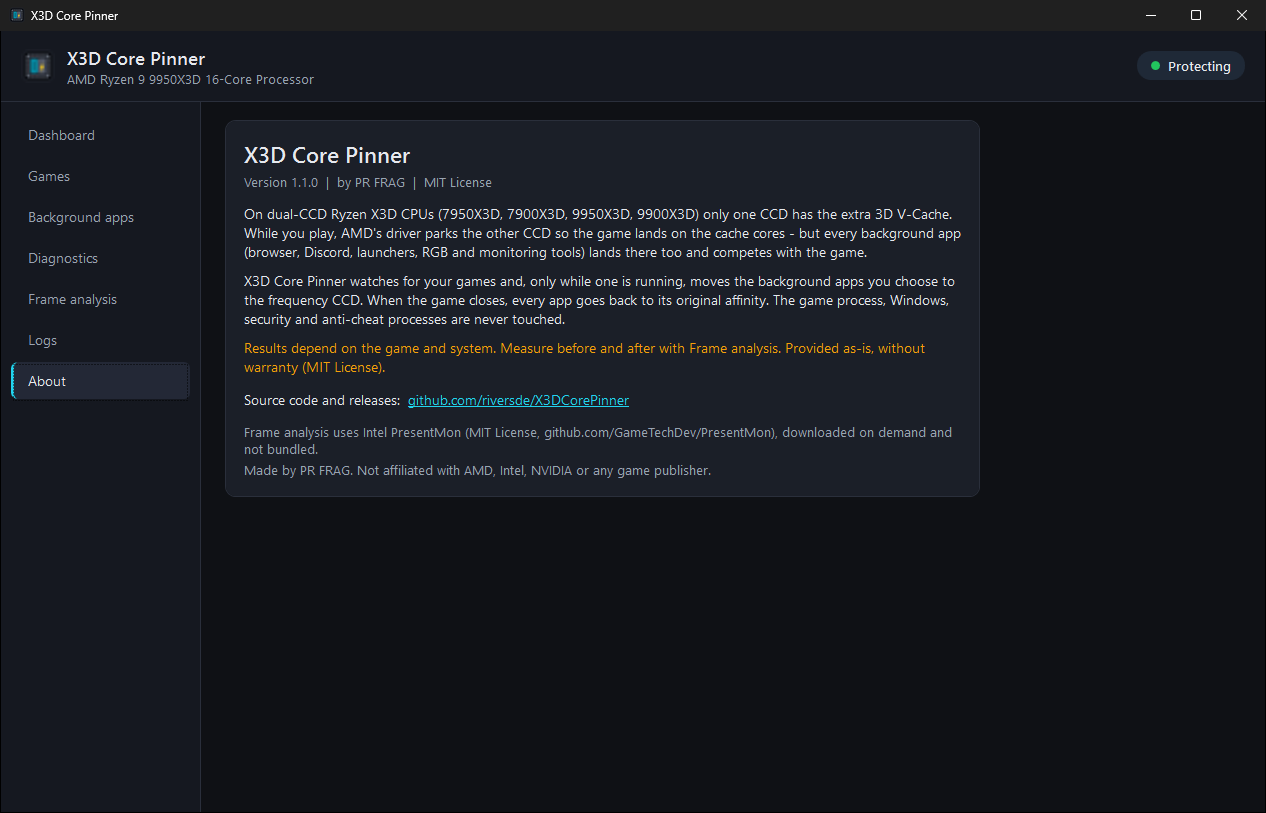 X3D Core Pinner
X3D Core Pinner
AMD Ryzen 9 9950X3D 16-Core Processor
Protecting
Dashboard
Games
Background apps
Diagnostics
Frame analysis
Logs
About
X3D Core Pinner
Version 1.1.0 | by PR FRAG | MIT License
On dual-CCD Ryzen X3D CPUs (7950X3D, 7900X3D, 9950X3D, 9900X3D) only one CCD has the extra 3D V-Cache.
While you play, AMD's driver parks the other CCD so the game lands on the cache cores - but every background app
(browser, Discord, launchers, RGB and monitoring tools) lands there too and competes with the game.
X3D Core Pinner watches for your games and, only while one is running, moves the background apps you choose to
the frequency CCD. When the game closes, every app goes back to its original affinity. The game process, Windows,
security and anti-cheat processes are never touched.
Results depend on the game and system. Measure before and after with Frame analysis. Provided as-is, without
warranty (MIT License).
Source code and releases: github.com/riversde/X3DCorePinner
Frame analysis uses Intel PresentMon (MIT License, github.com/GameTechDev/PresentMon), downloaded on demand and
not bundled.
Made by PR FRAG. Not affiliated with AMD, Intel, NVIDIA or any game publisher.